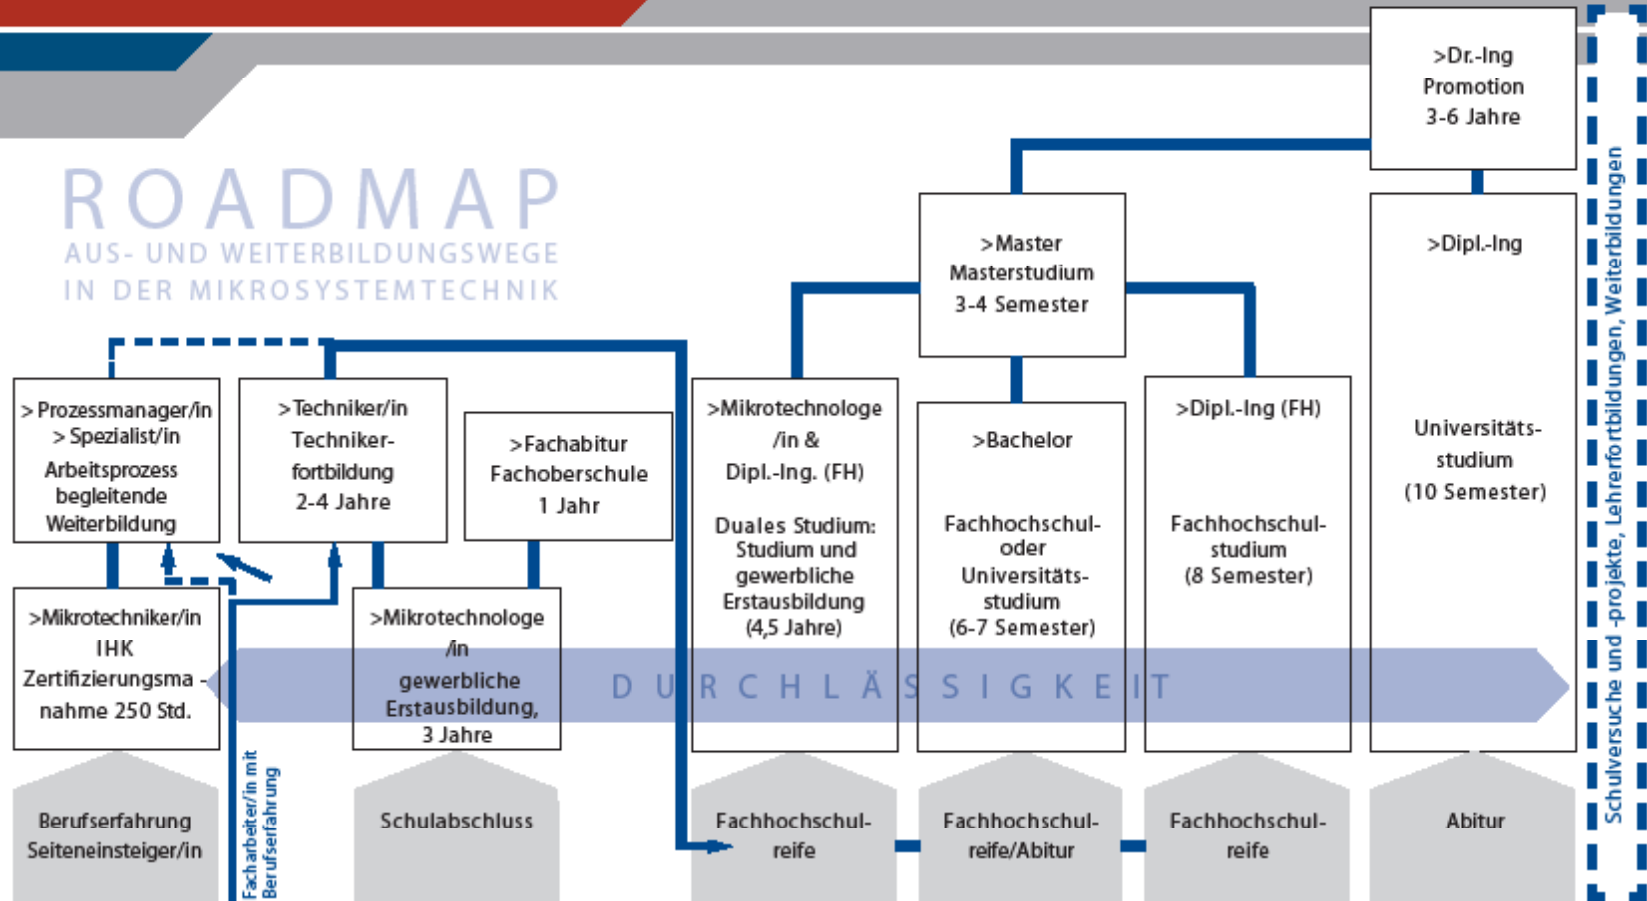 ROADMAP
AUS- UND WEITERBILDUNGSWEGE
IN DER MIKROSYSTEMTECHNIK
>Dr.-Ing
Promotion
3-6 Jahre
>Master
Masterstudium
3-4 Semester
>Dipl.-Ing
Universitäts-
studium
(10 Semester)
> Prozessmanager/in
> Spezialist/in
Arbeitsprozess
begleitende
Weiterbildung
>Techniker/in
Techniker-
fortbildung
2-4 Jahre
>Fachabitur
Fachoberschule
1 Jahr
>Mikrotechnologe
/in &
Dipl.-Ing. (FH)
Duales Studium:
Studium und
gewerbliche
Erstausbildung
(4,5 Jahre)
>Bachelor
Fachhochschul-
oder
Universitäts-
studium
(6-7 Semester)
>Dipl.-Ing (FH)
Fachhochschul-
studium
(8 Semester)
>Mikrotechniker/in
IHK
Zertifizierungsma -
nahme 250 Std.
>Mikrotechnologe
/in
gewerbliche
Erstausbildung,
3 Jahre
DURCHLÄSSIGKEIT
Berufserfahrung
Seiteneinsteiger/in
Facharbeiter/in mit
Berufserfahrung
Schulabschluss
Fachhochschul-
reife
Fachhochschul-
reife/Abitur
Fachhochschul-
reife
Abitur
Schulversuche und -projekte, Lehrerfortbildungen, Weiterbildungen